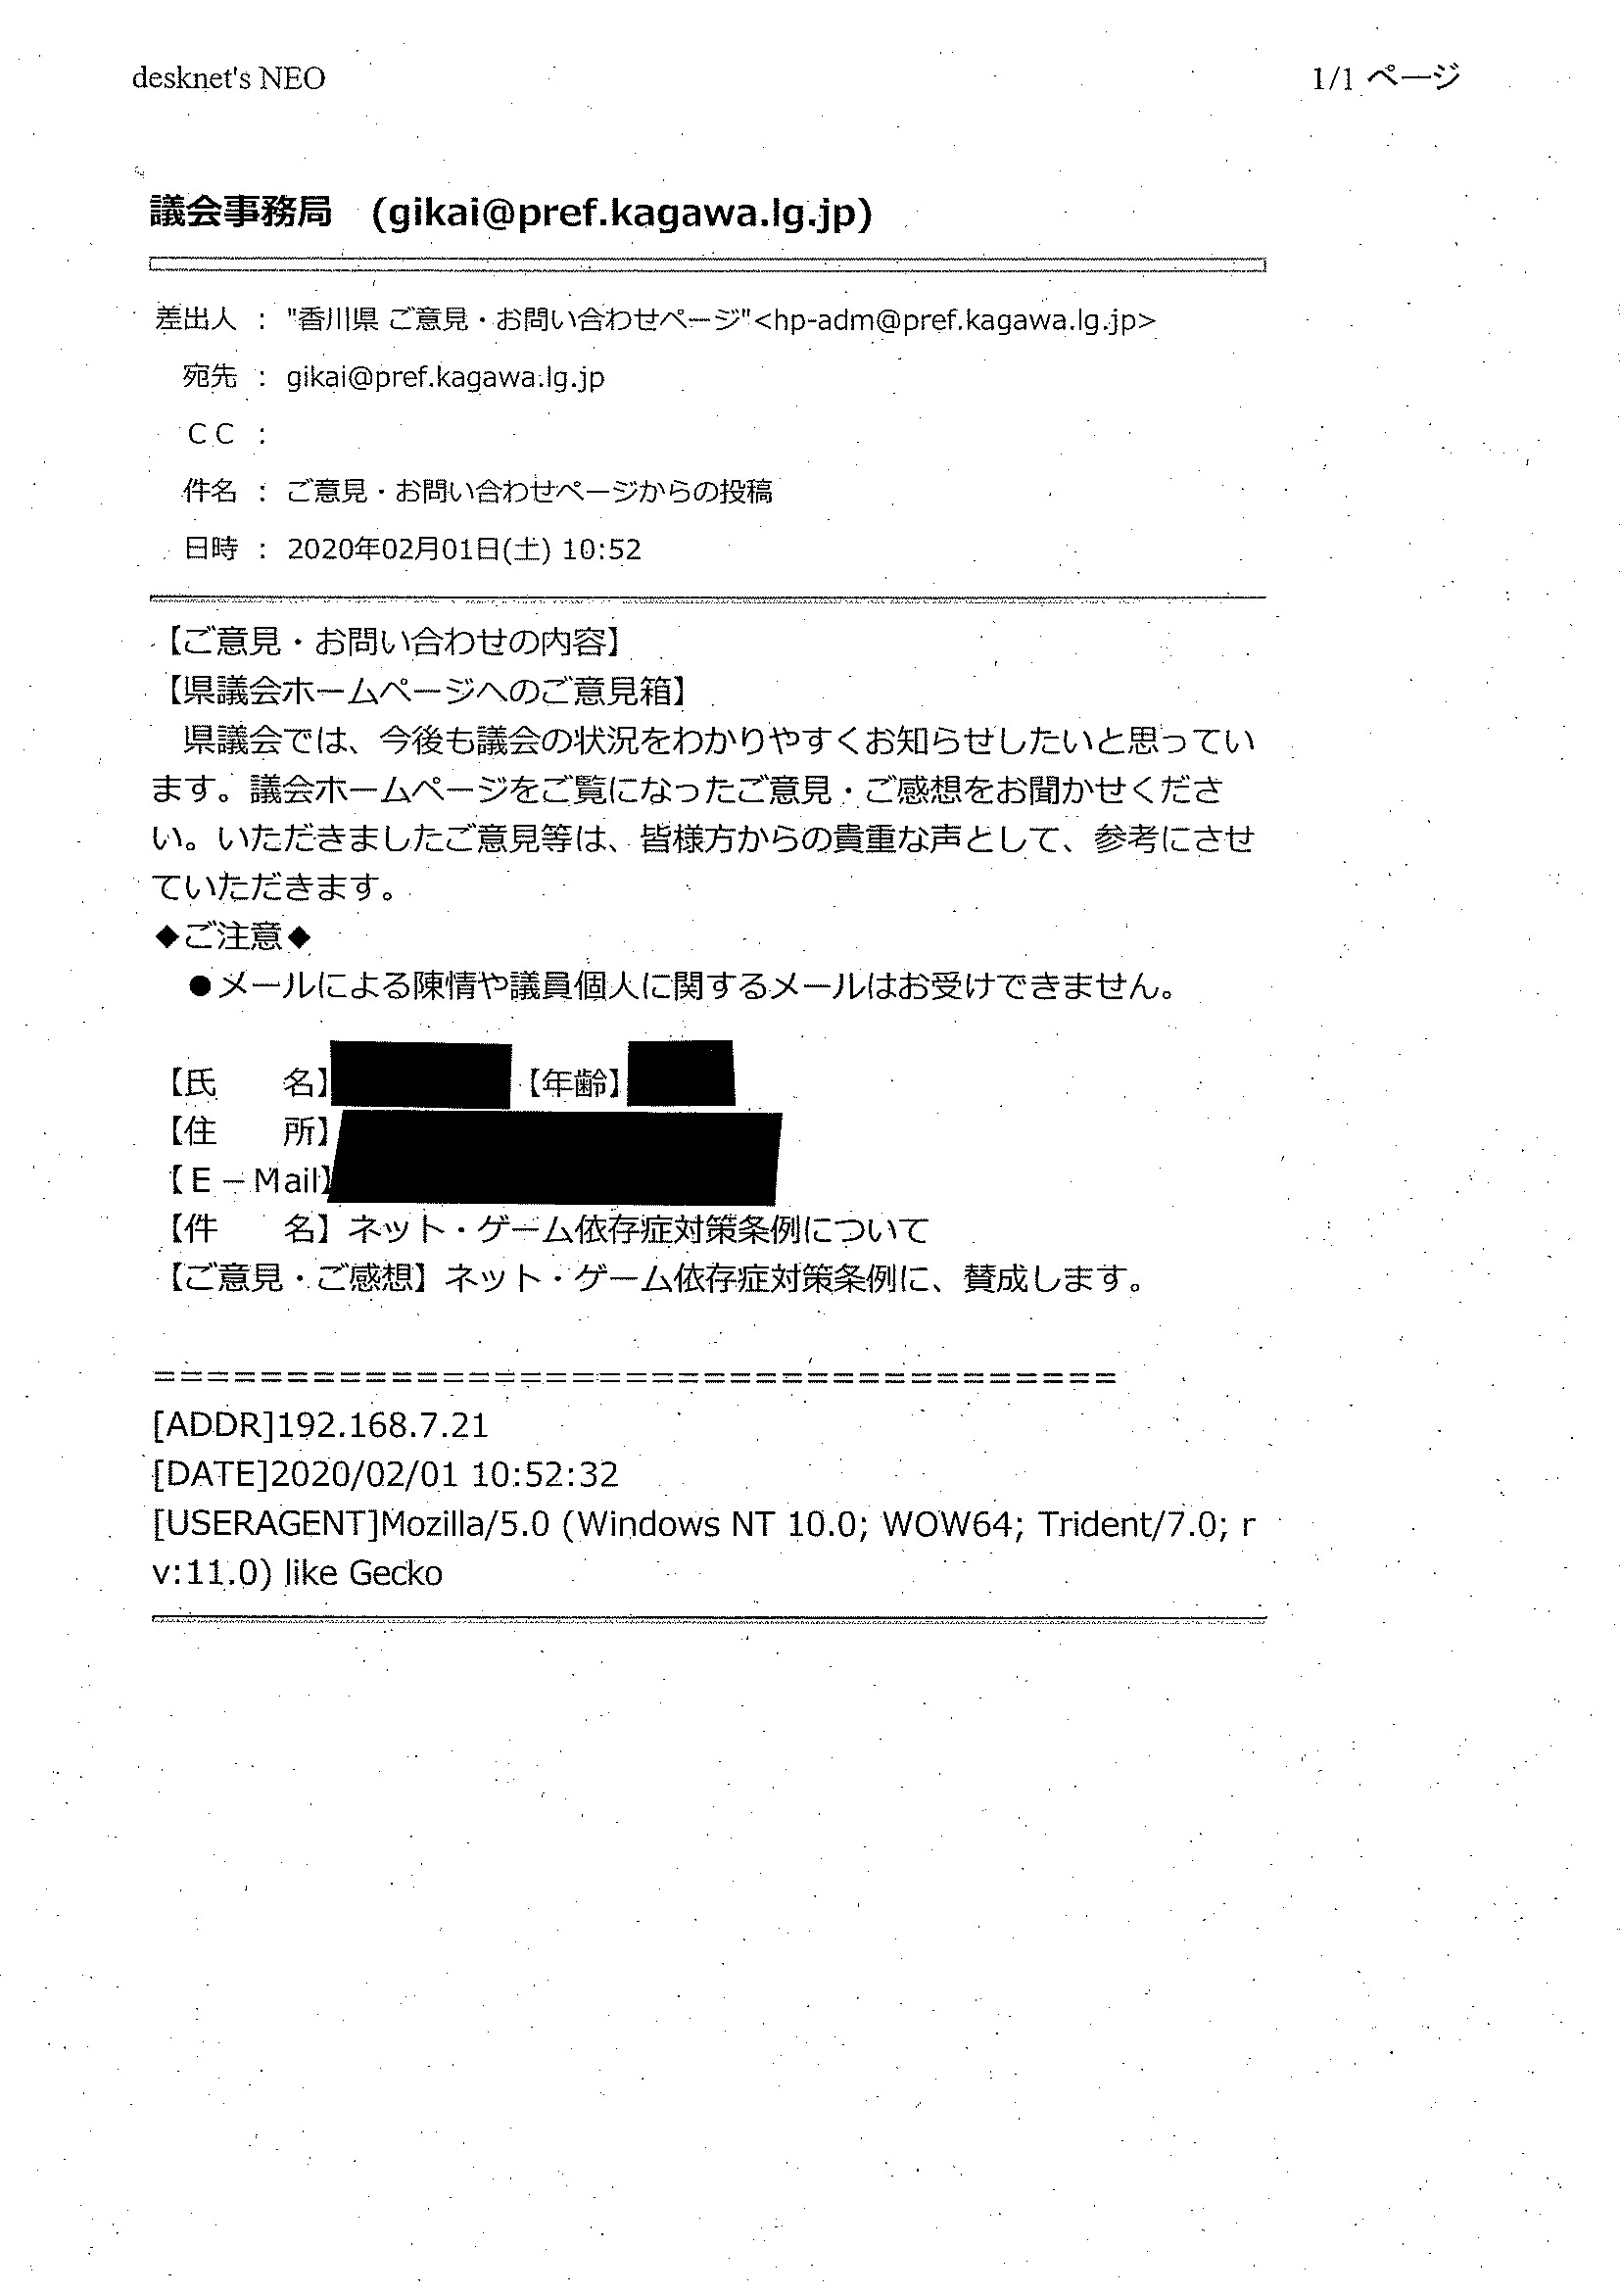 desknet's NEO
1/1 ページ
議会事務局 (gikai@pref.kagawa.lg.jp)
差出人 : "香川県 ご意見・お問い合わせページ"<hp-adm@pref.kagawa.lg.jp>
宛先 : gikai@pref.kagawa.lg.jp
CC :
件名 : ご意見・お問い合わせページからの投稿
日時 : 2020年02月01日(土) 10:52
【ご意見・お問い合わせの内容】
【県議会ホームページへのご意見箱】
県議会では、今後も議会の状況をわかりやすくお知らせしたいと思ってい
ます。議会ホームページをご覧になったご意見・ご感想をお聞かせくださ
い。いただきましたご意見等は、皆様方からの貴重な声として、参考にさせ
ていただきます。
◆ご注意◆
●メールによる陳情や議員個人に関するメールはお受けできません。
【氏　　名】 【年齢】
【住　　所】
【E－Mail】
【件　　名】ネット・ゲーム依存症対策条例について
【ご意見・ご感想】ネット・ゲーム依存症対策条例に、賛成します。
=====================================
[ADDR]192.168.7.21
[DATE]2020/02/01 10:52:32
[USERAGENT]Mozilla/5.0 (Windows NT 10.0; WOW64; Trident/7.0; r
v:11.0) like Gecko